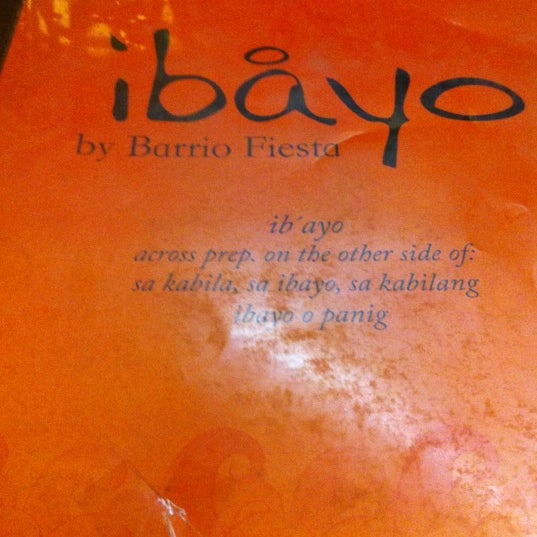 ibåyo
by Barrio Fiesta
ib´ayo
across prep. on the other side of:
sa kabila, sa ibayo, sa kabilang
ibayo o panig